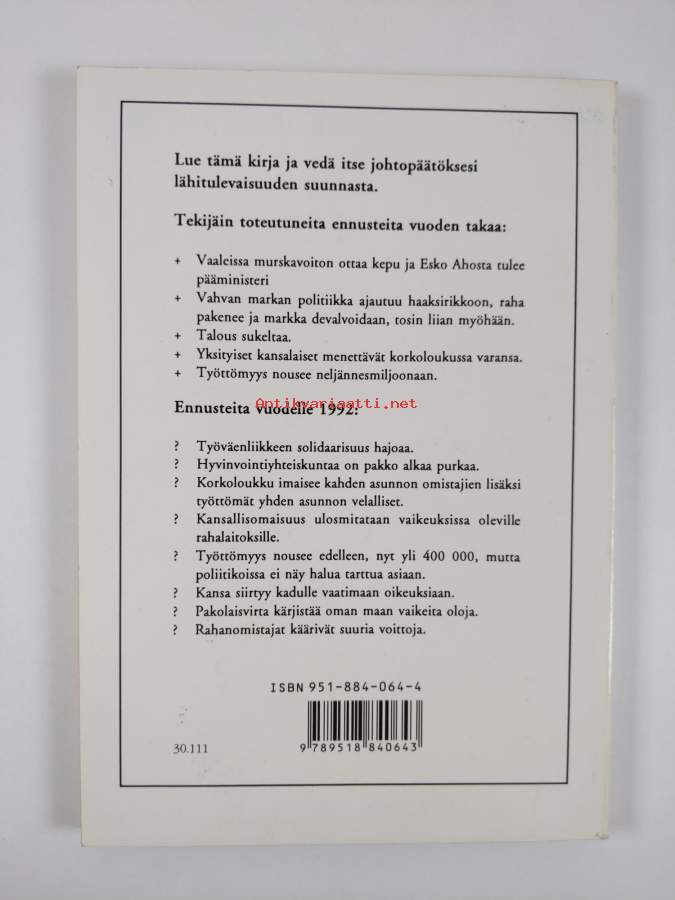 Lue tämä kirja ja vedä itse johtopäätöksesi
lähitulevaisuuden suunnasta.
Tekijäin toteutuneita ennusteita vuoden takaa:
+ Vaaleissa murskavoiton ottaa kepu ja Esko Ahosta tulee
pääministeri
+ Vahvan markan politiikka ajautuu haaksirikkoon, raha
pakenee ja markka devalvoidaan, tosin liian myöhään.
+ Talous sukeltaa.
+ Yksityiset kansalaiset menettävät korkoloukussa varansa.
+ Työttömyys nousee neljännesmiljoonaan.
Antikvariaatti.net
Ennusteita vuodelle 1992:
? Työväenliikkeen solidaarisuus hajoaa.
? Hyvinvointiyhteiskuntaa on pakko alkaa purkaa.
? Korkoloukku imaisee kahden asunnon omistajien lisäksi
työttömät yhden asunnon velalliset.
? Kansallisomaisuus ulosmitataan vaikeuksissa oleville
rahalaitoksille.
? Työttömyys nousee edelleen, nyt yli 400 000, mutta
poliitikoissa ei näy halua tarttua asiaan.
? Kansa siirtyy kadulle vaatimaan oikeuksiaan.
? Pakolaisvirta kärjistää oman maan vaikeita oloja.
? Rahanomistajat käärivät suuria voittoja.
ISBN 951-884-064-4
9 789518 840643
30.111